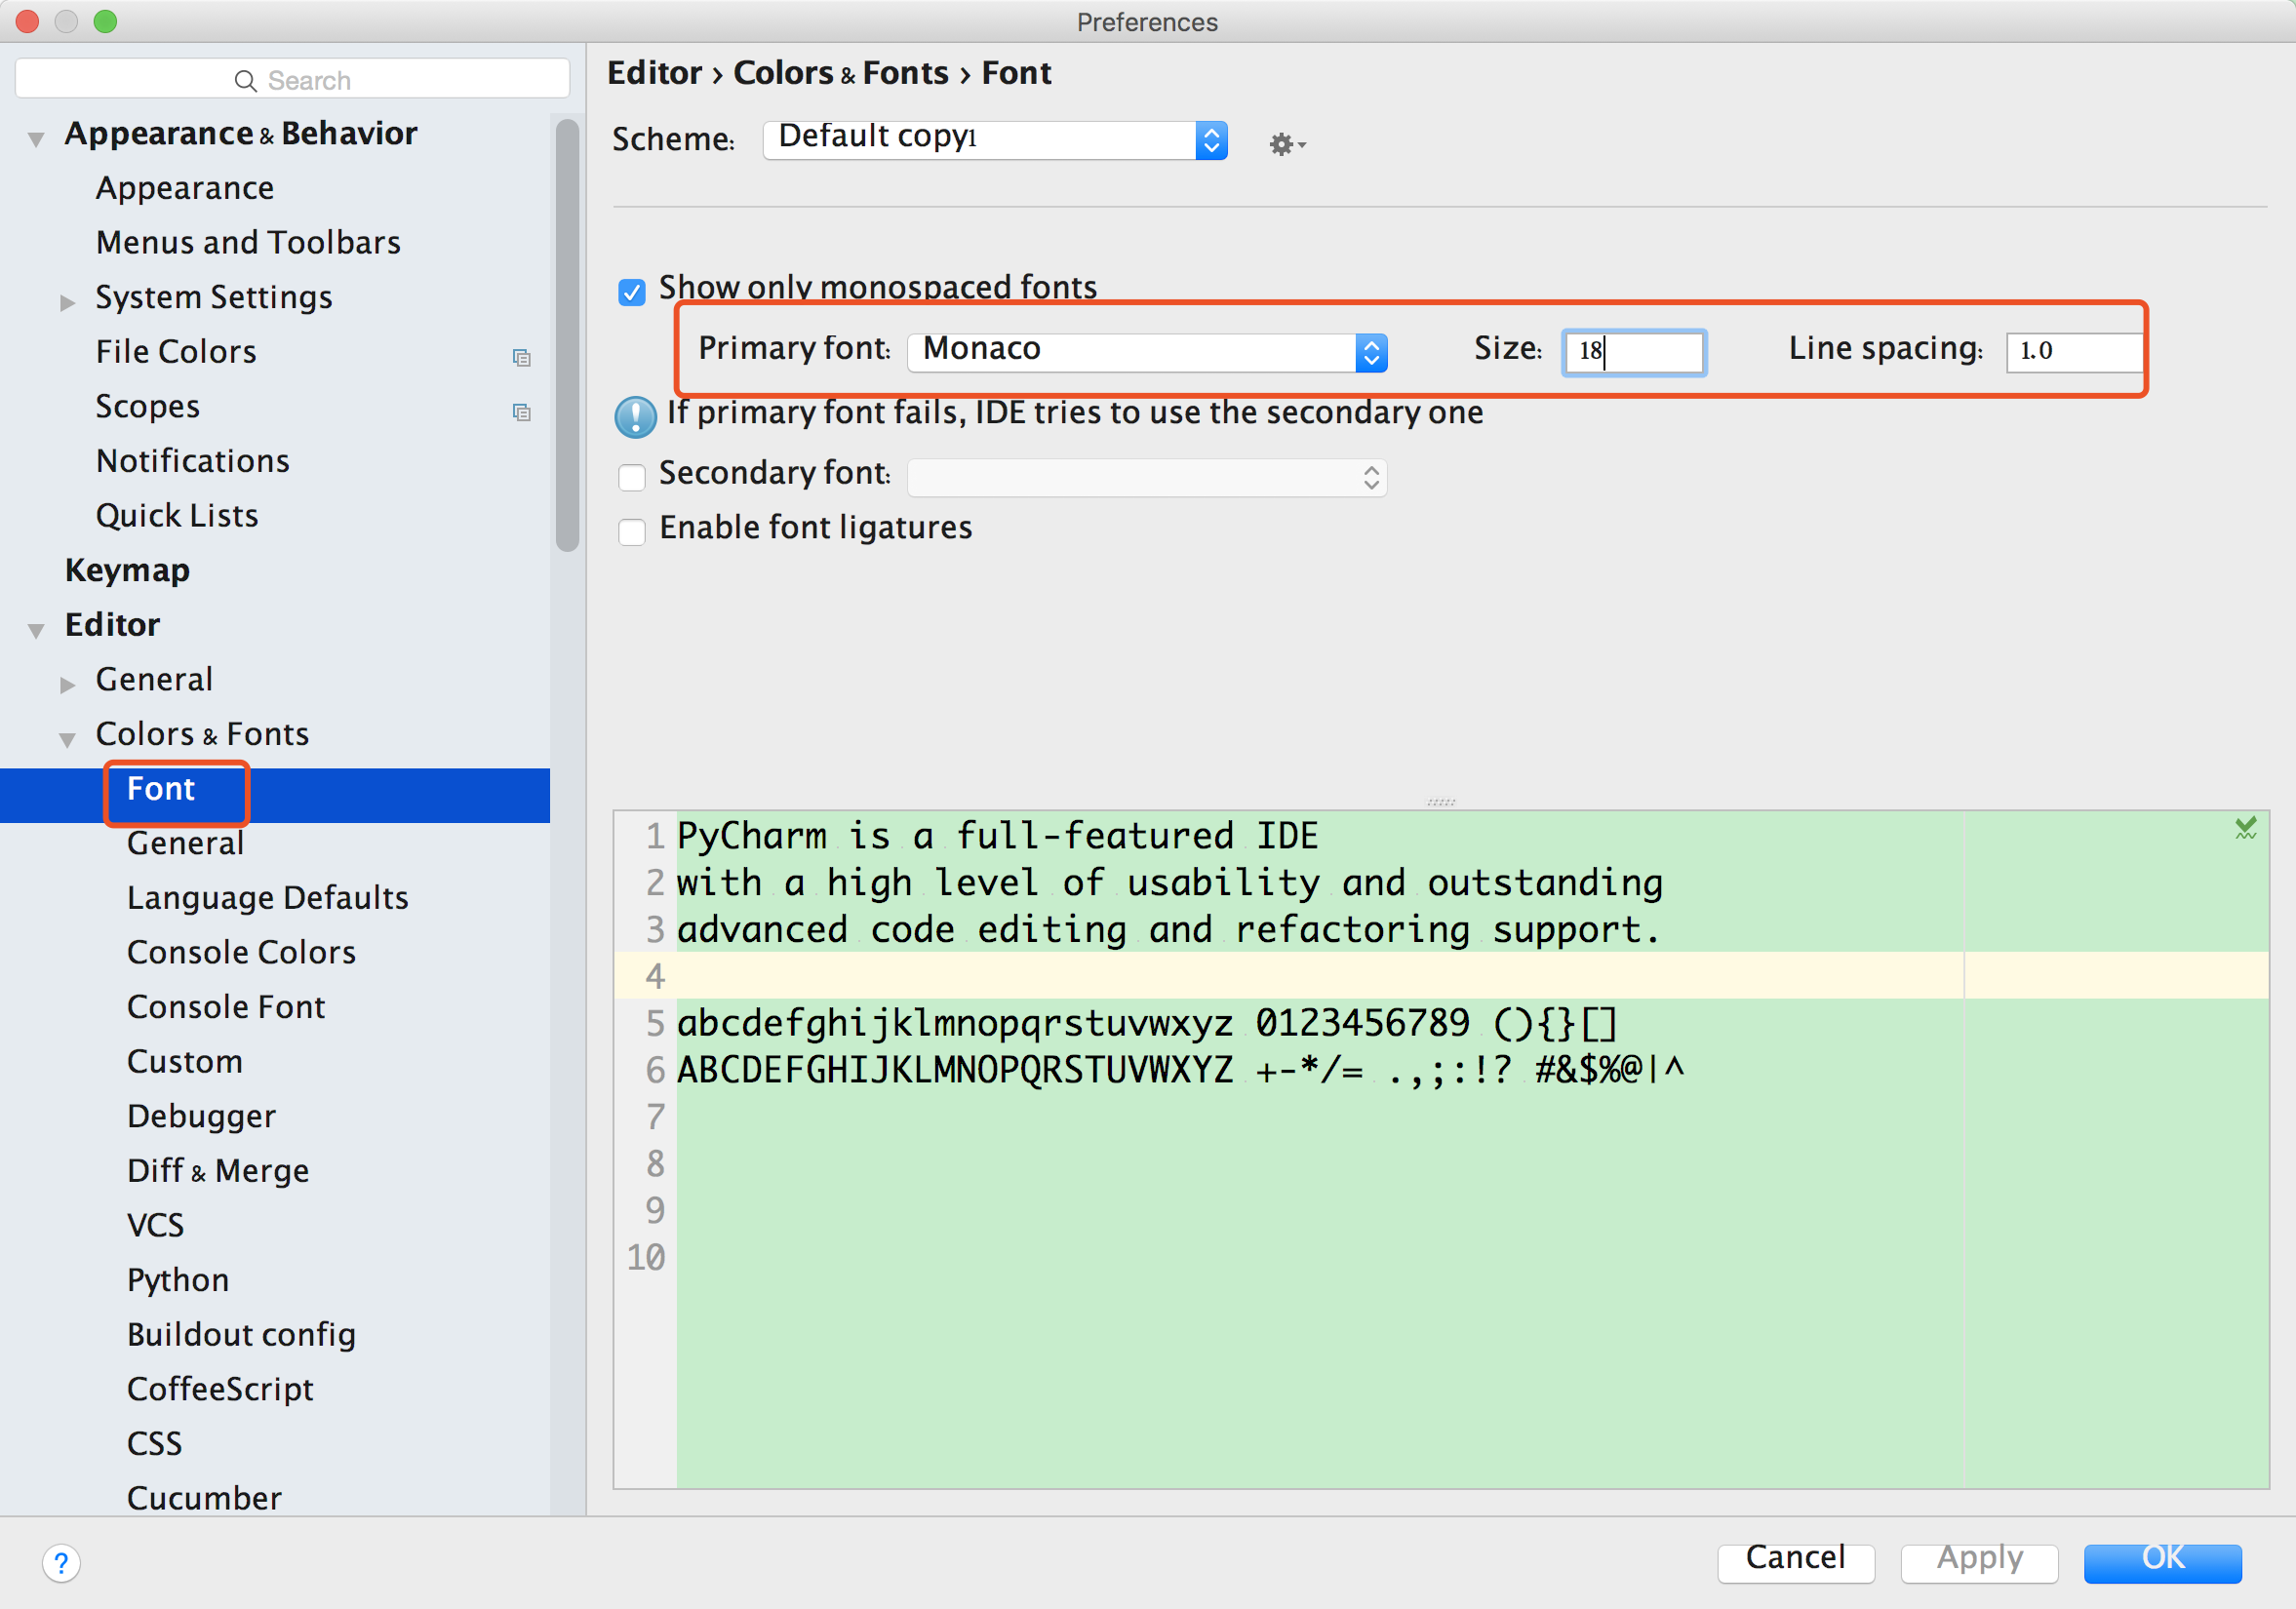 Preferences
Search
Appearance & Behavior
Appearance
Menus and Toolbars
System Settings
File Colors
Scopes
Notifications
Quick Lists
Keymap
Editor
General
Colors & Fonts
Font
General
Language Defaults
Console Colors
Console Font
Custom
Debugger
Diff & Merge
VCS
Python
Buildout config
CoffeeScript
CSS
Cucumber
Editor › Colors & Fonts › Font
Scheme: Default copy1
Show only monospaced fonts
Primary font: Monaco Size: 18 Line spacing: 1.0
If primary font fails, IDE tries to use the secondary one
Secondary font:
Enable font ligatures
1 PyCharm is a full-featured IDE
2 with a high level of usability and outstanding
3 advanced code editing and refactoring support.
4
5 abcdefghijklmnopqrstuvwxyz 0123456789 (){}[]
6 ABCDEFGHIJKLMNOPQRSTUVWXYZ +-*/= .,;:!? #&$%@|^
7
8
9
10
? Cancel Apply OK